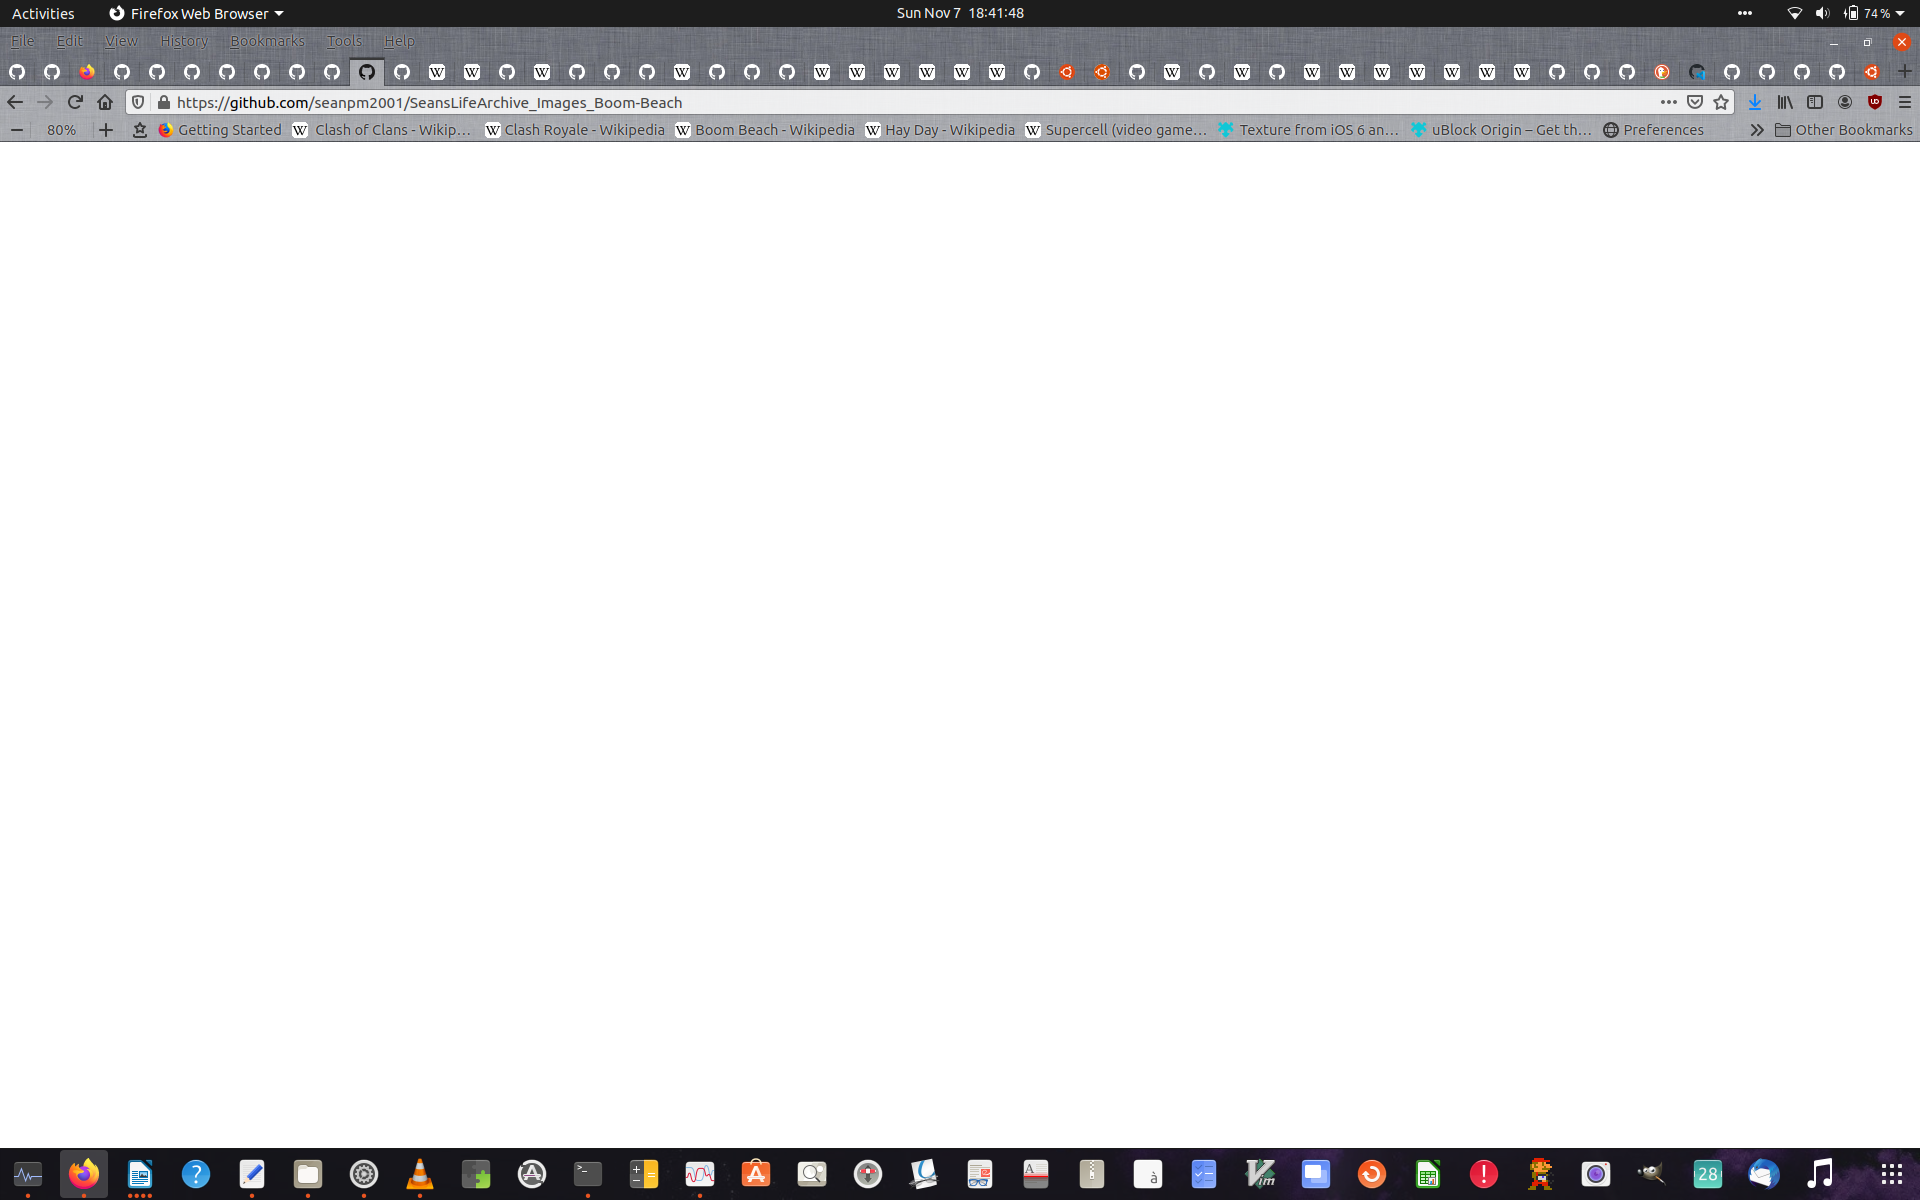 Activities Firefox Web Browser Sun Nov 7 18:41:48 74 %
File Edit View History Bookmarks Tools Help
https://github.com/seanpm2001/SeansLifeArchive_Images_Boom-Beach
80% Getting Started Clash of Clans - Wikip… Clash Royale - Wikipedia Boom Beach - Wikipedia Hay Day - Wikipedia Supercell (video game… Texture from iOS 6 an… uBlock Origin – Get th… Preferences Other Bookmarks
28